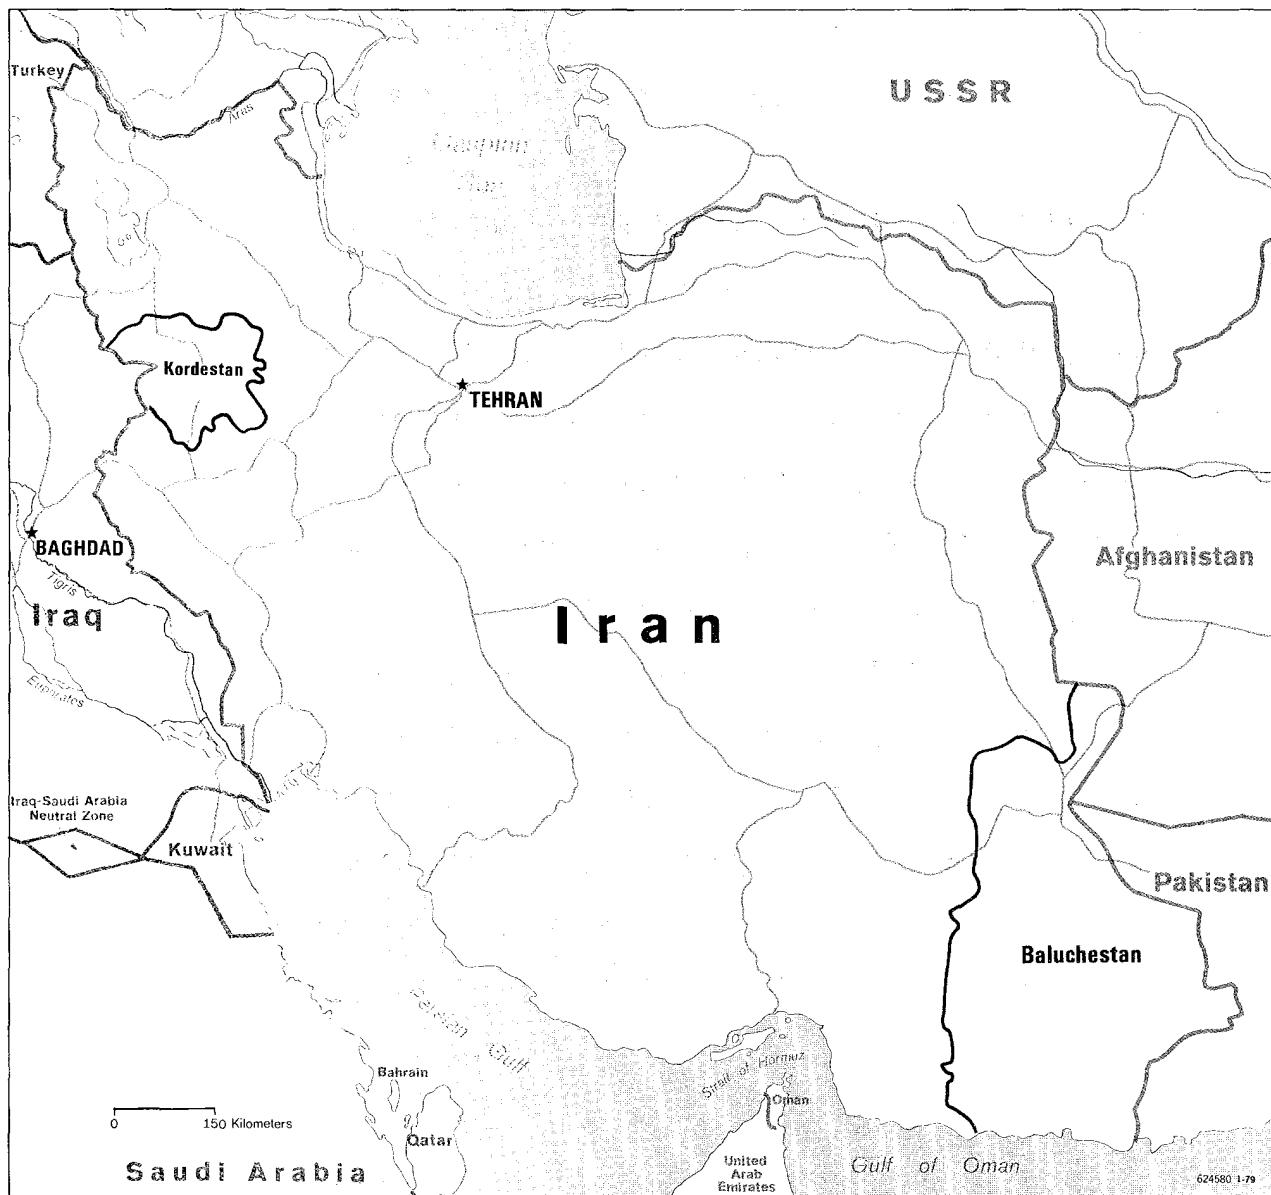 Turkey
Aras
Caspian
Sea
USSR
Kordestan
TEHRAN
BAGHDAD
Tigris
Iraq
Iran
Afghanistan
Euphrates
Iraq-Saudi Arabia
Neutral Zone
Kuwait
Pakistan
Baluchestan
Persian Gulf
Strait of Hormuz
Bahrain
Oman
0 150 Kilometers
Qatar
Saudi Arabia
United
Arab
Emirates
Gulf of Oman
624580 1-79